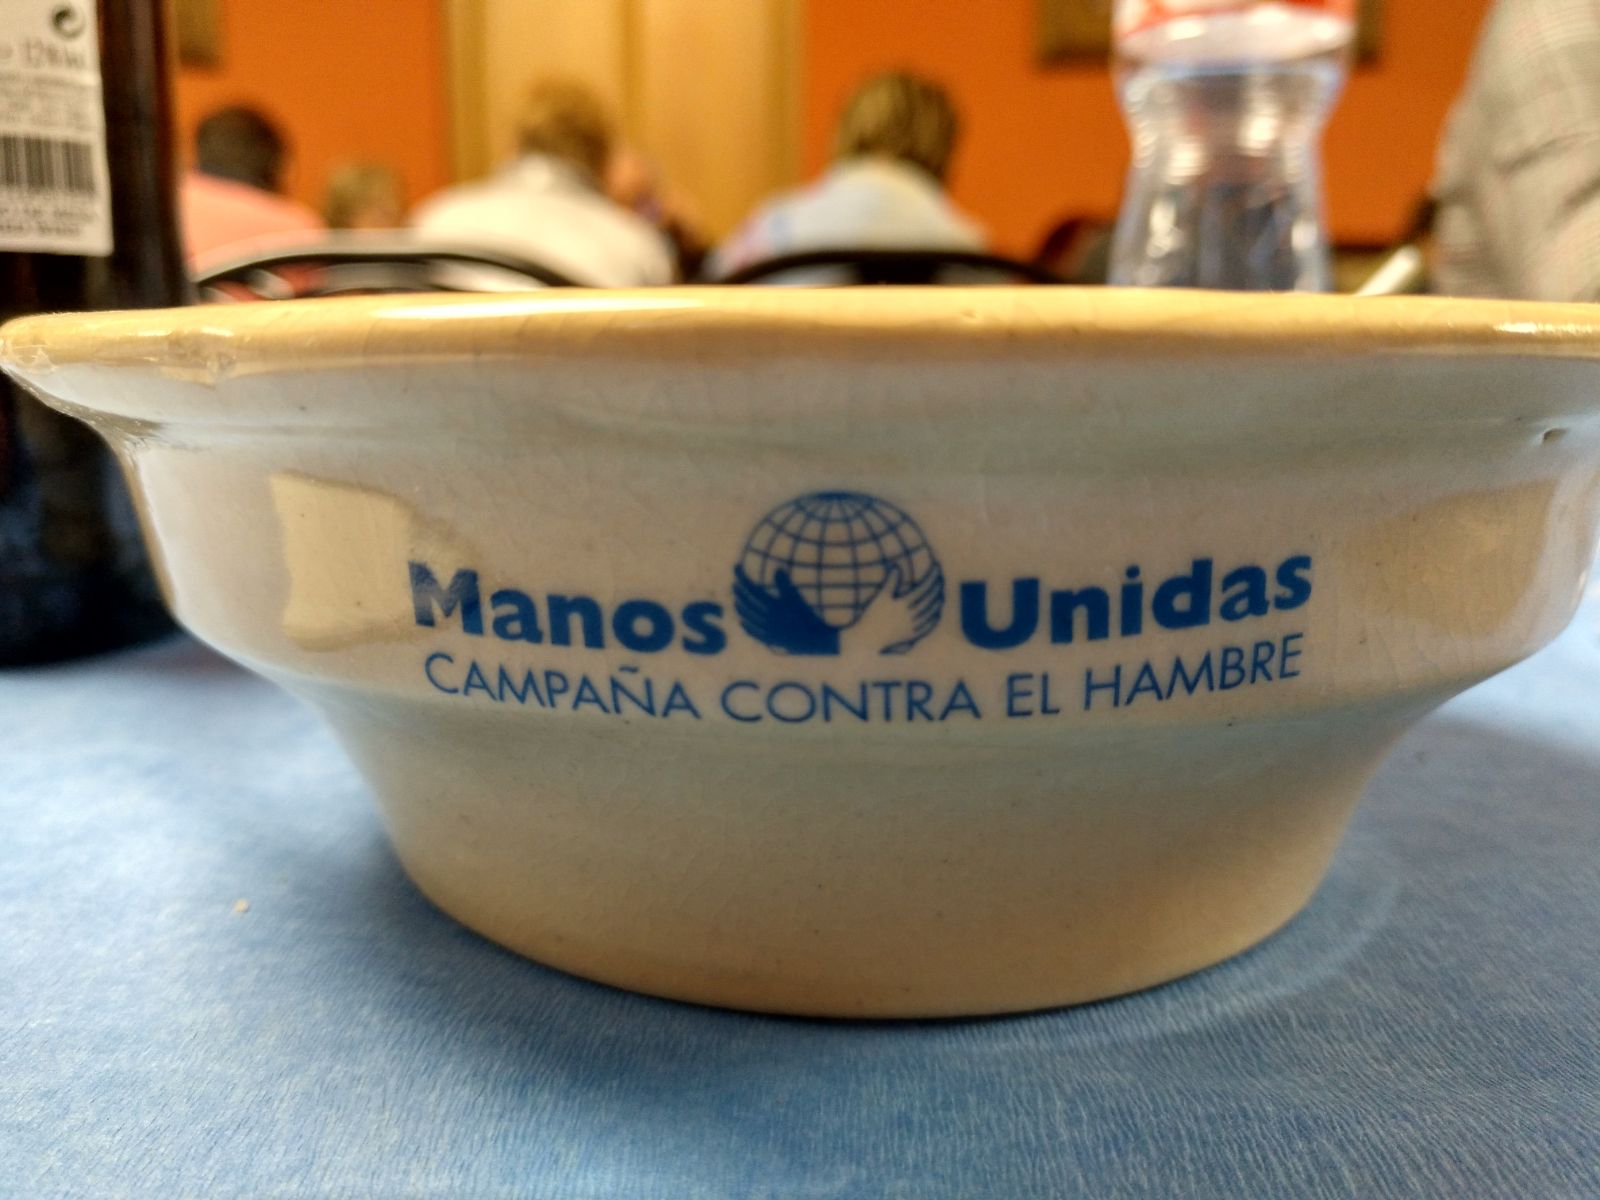 Manos Unidas
CAMPAÑA CONTRA EL HAMBRE